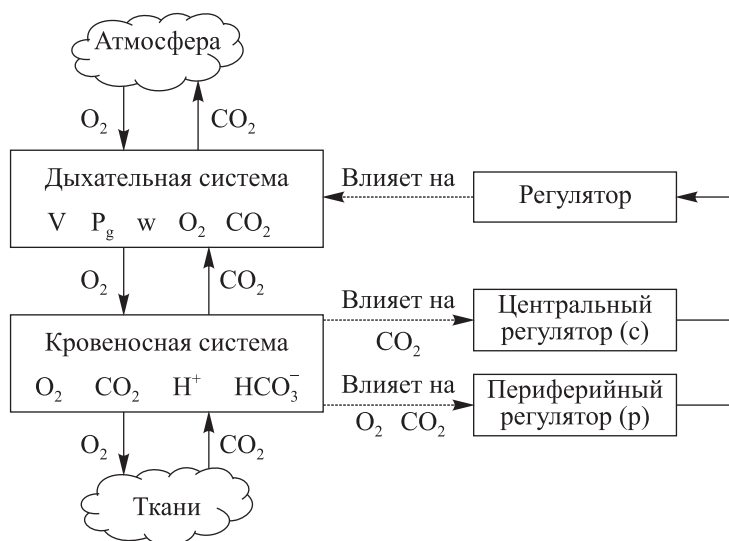 Атмосфера
O₂ CO₂
Дыхательная система
V P_g w O₂ CO₂
Влияет на
Регулятор
O₂ CO₂
Кровеносная система
O₂ CO₂ H⁺ HCO₃⁻
Влияет на
CO₂
Центральный
регулятор (с)
Влияет на
O₂ CO₂
Периферийный
регулятор (р)
O₂ CO₂
Ткани